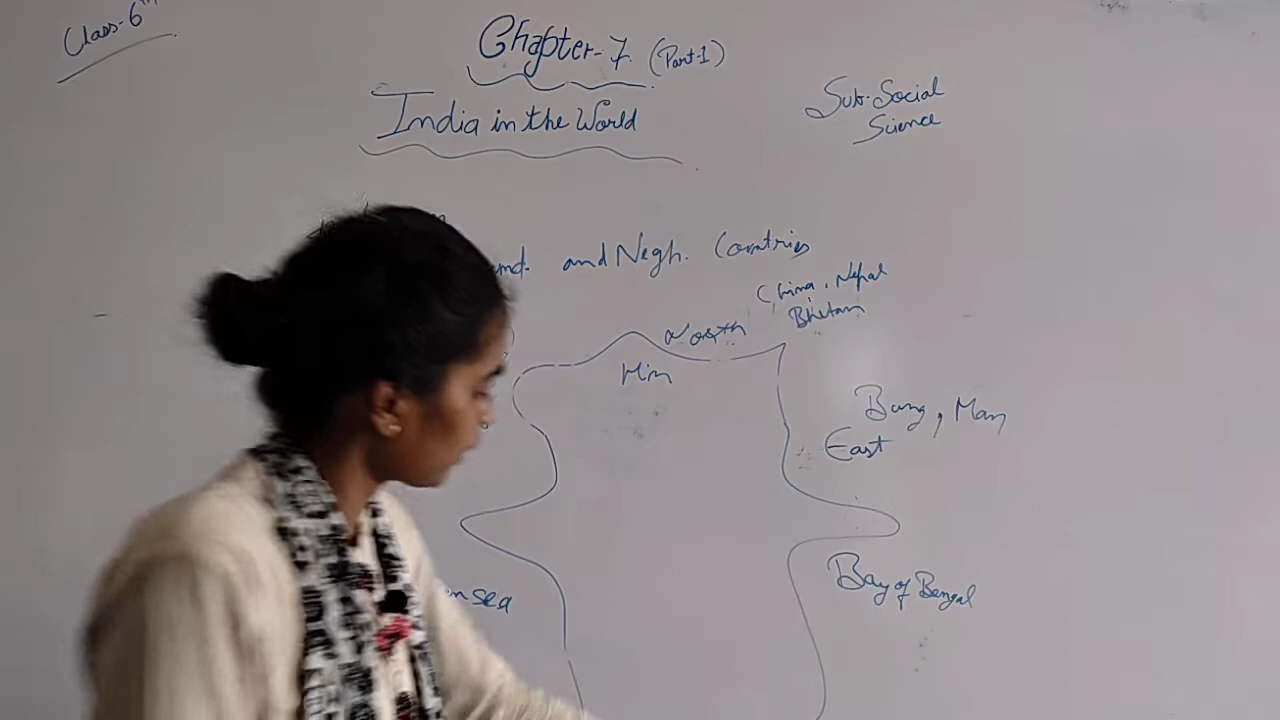 Class-6th
Chapter-7. (Part-1)
India in the World
Sub-Social
Science
and Negh. Countries
China, Nepal
Bhutan
North
Him
Bang, Man
East
sea
Bay of Bengal